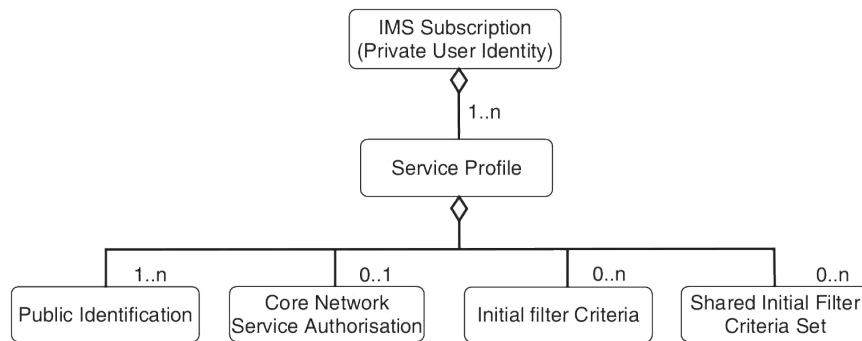 IMS Subscription
(Private User Identity)
1..n
Service Profile
1..n
0..1
0..n
0..n
Public Identification
Core Network
Service Authorisation
Initial filter Criteria
Shared Initial Filter
Criteria Set